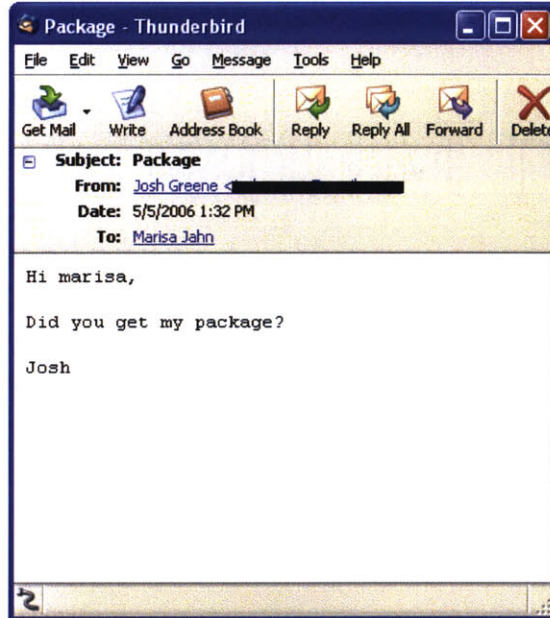 Package - Thunderbird
File Edit View Go Message Tools Help
Get Mail Write Address Book Reply Reply All Forward Delete
Subject: Package
From: Josh Greene <
Date: 5/5/2006 1:32 PM
To: Marisa Jahn
Hi marisa,
Did you get my package?
Josh